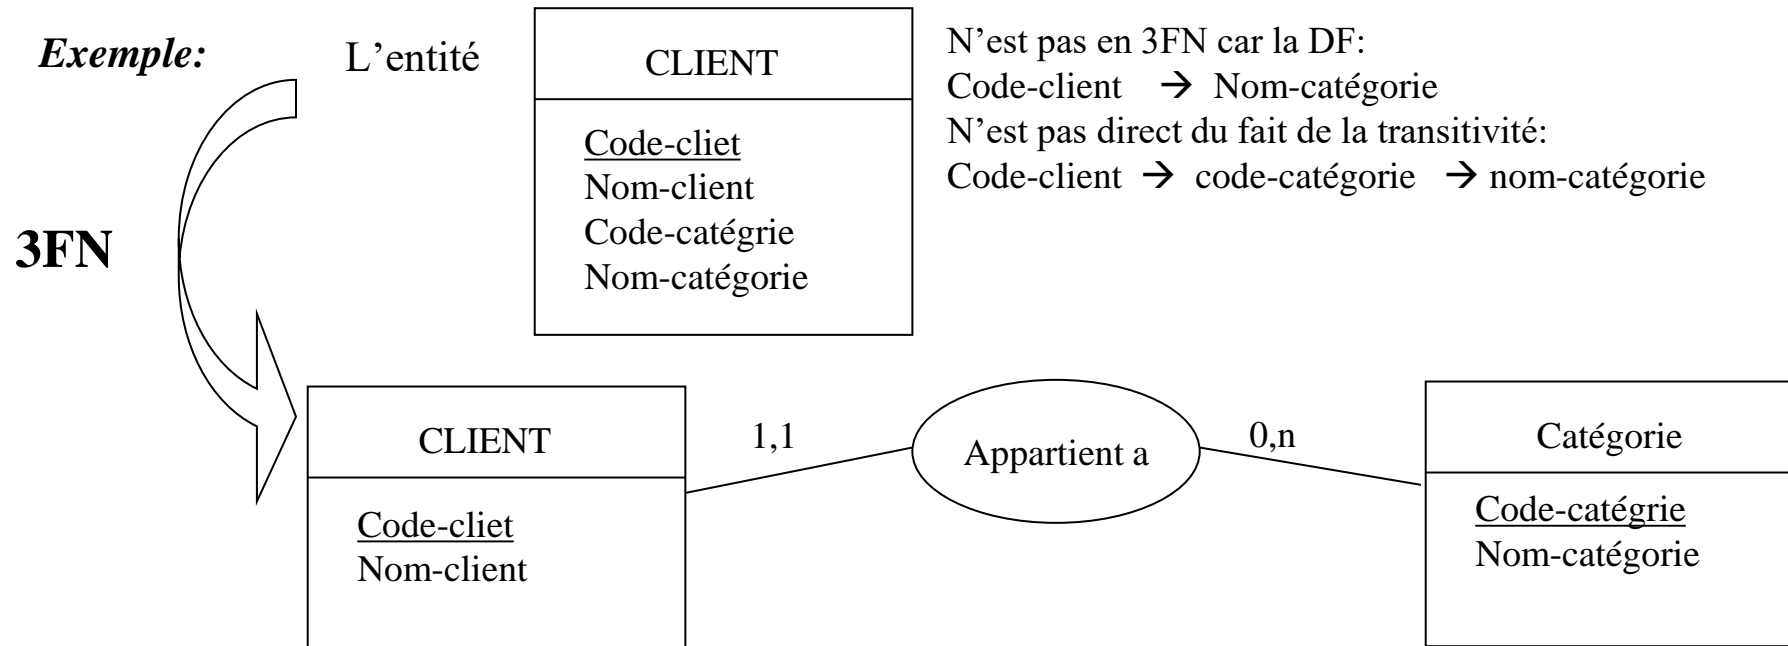 Exemple:
L'entité
CLIENT
Code-cliet
Nom-client
Code-catégrie
Nom-catégorie
N'est pas en 3FN car la DF:
Code-client → Nom-catégorie
N'est pas direct du fait de la transitivité:
Code-client → code-catégorie → nom-catégorie
3FN
CLIENT
Code-cliet
Nom-client
1,1
Appartient a
0,n
Catégorie
Code-catégrie
Nom-catégorie